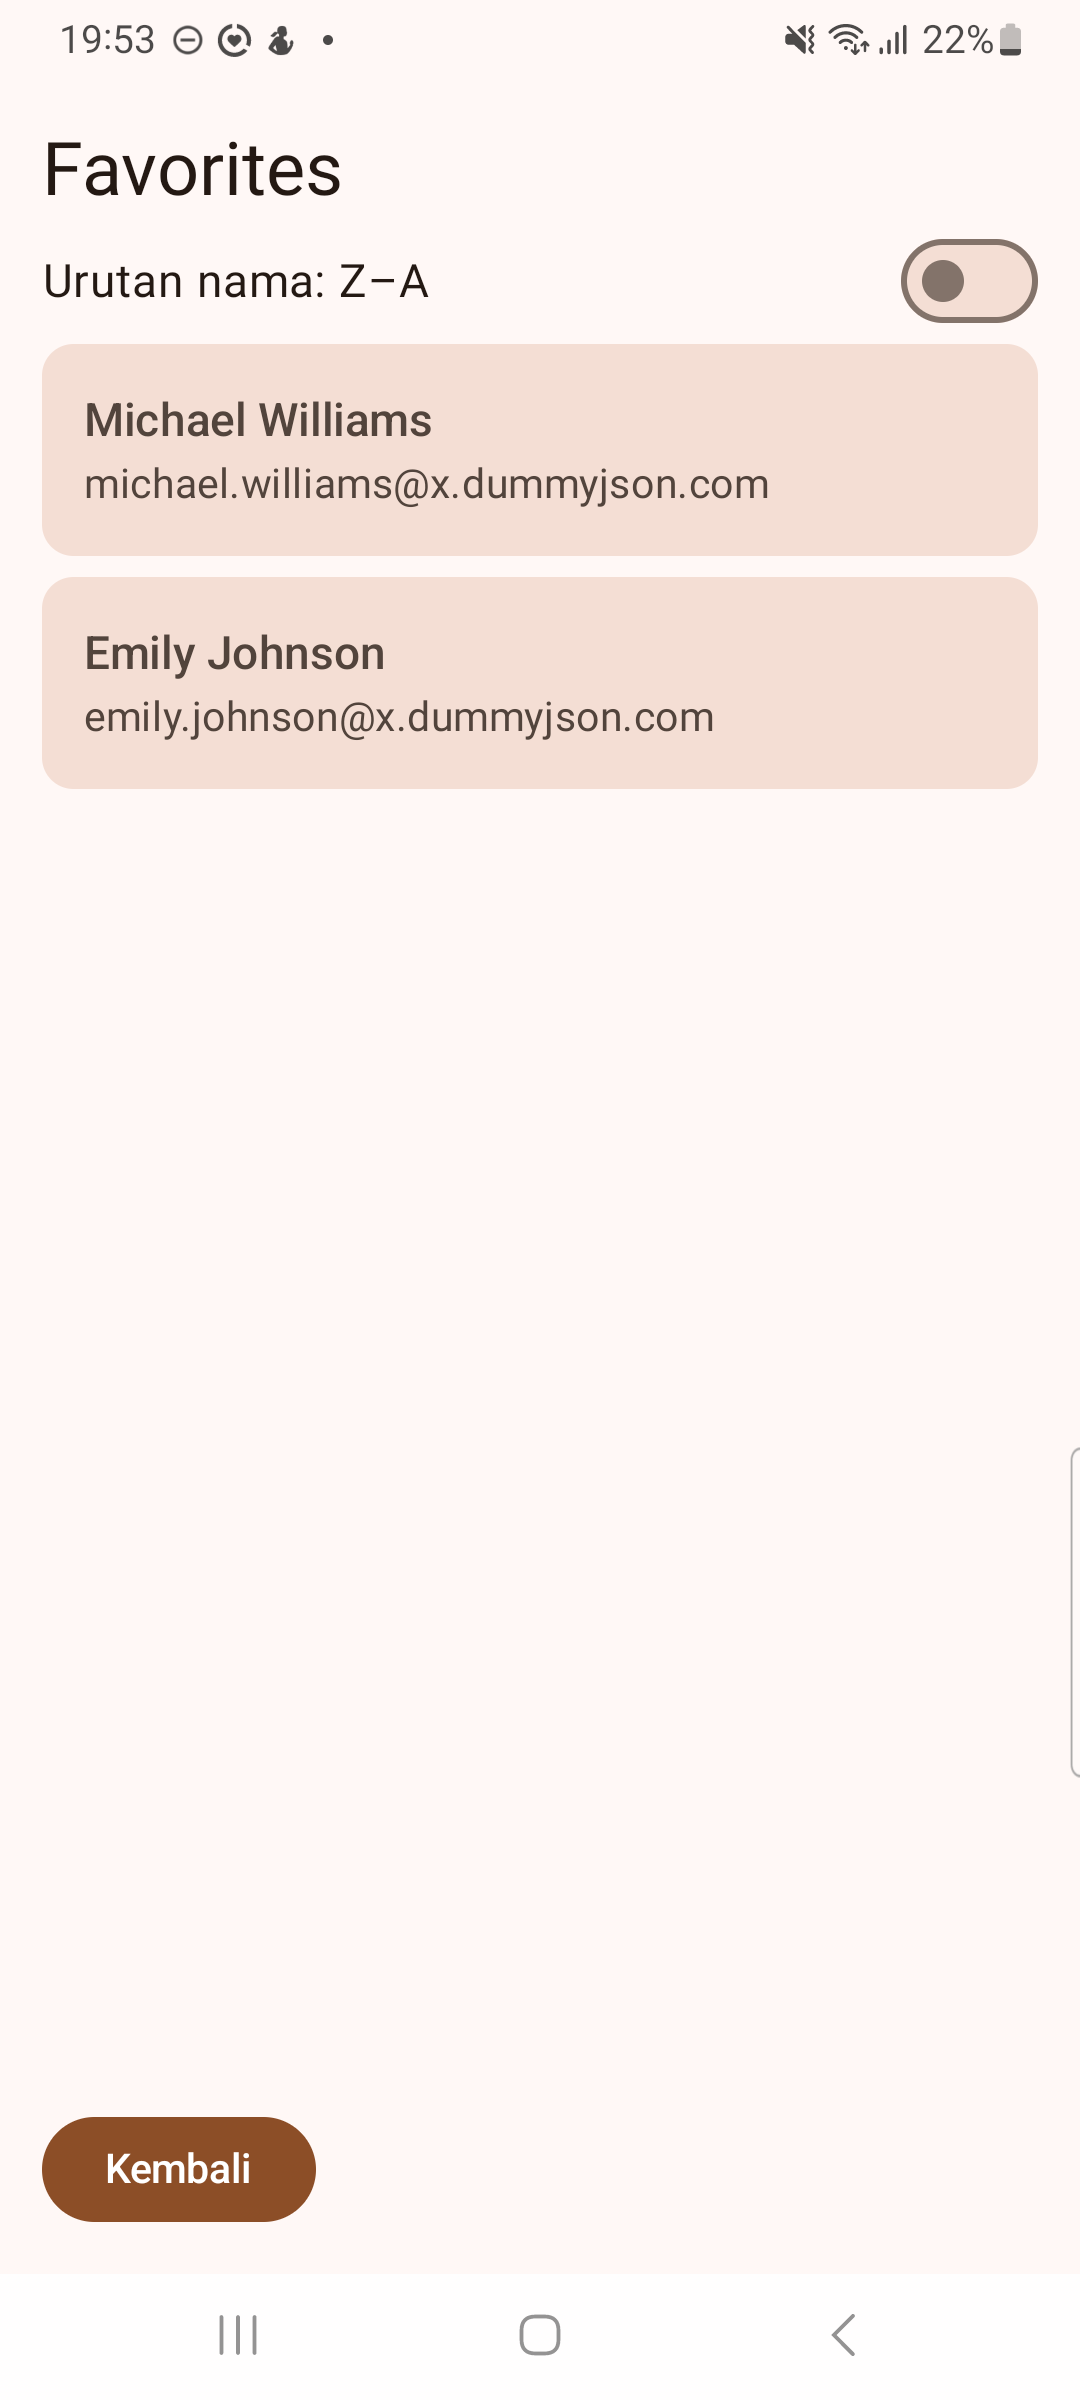 19:53
22%
Favorites
Urutan nama: Z–A
Michael Williams
michael.williams@x.dummyjson.com
Emily Johnson
emily.johnson@x.dummyjson.com
Kembali